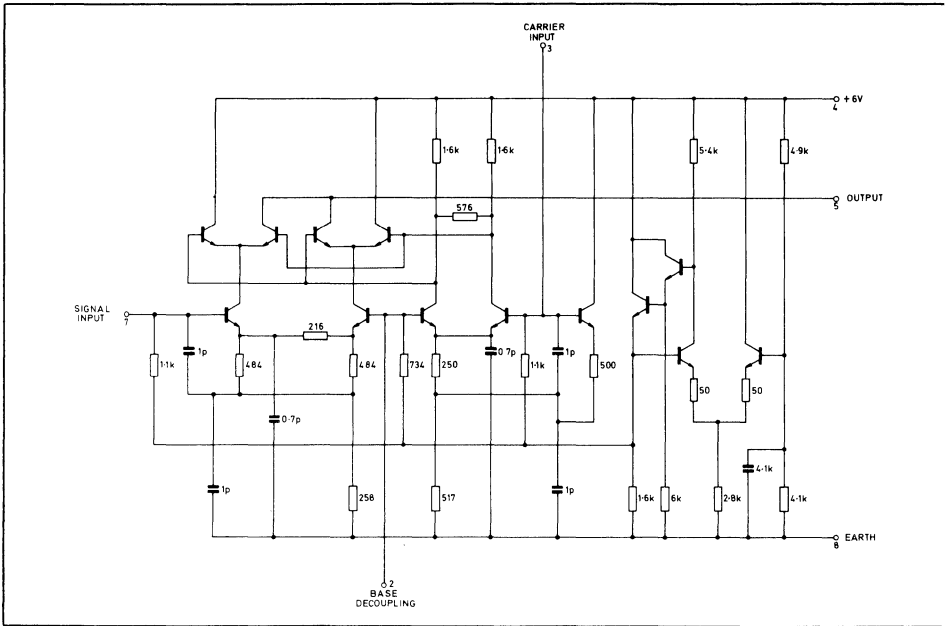 CARRIER
INPUT
3
+6V
4
1·6k
1·6k
5·4k
4·9k
OUTPUT
5
576
SIGNAL
INPUT
7
216
1·1k
1p
484
484
734
250
0·7p
1·1k
1p
500
50
50
0·7p
4·1k
1p
258
517
1p
1·6k
6k
2·8k
4·1k
EARTH
8
2
BASE
DECOUPLING